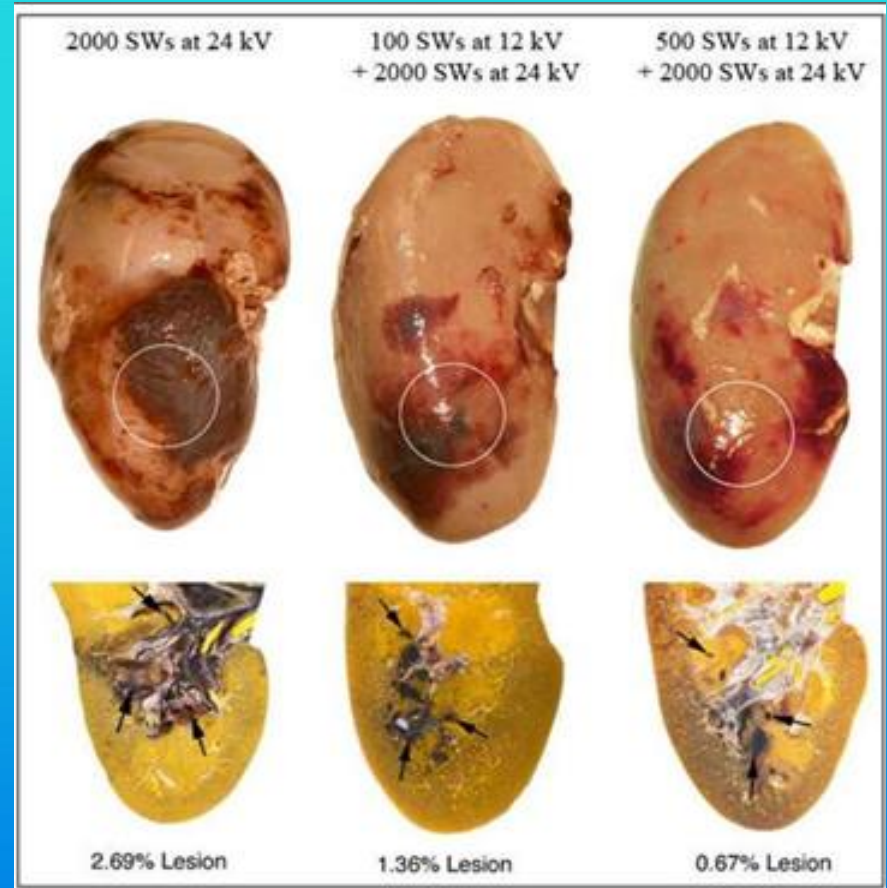 2000 SWs at 24 kV
100 SWs at 12 kV
+ 2000 SWs at 24 kV
500 SWs at 12 kV
+ 2000 SWs at 24 kV
2.69% Lesion
1.36% Lesion
0.67% Lesion